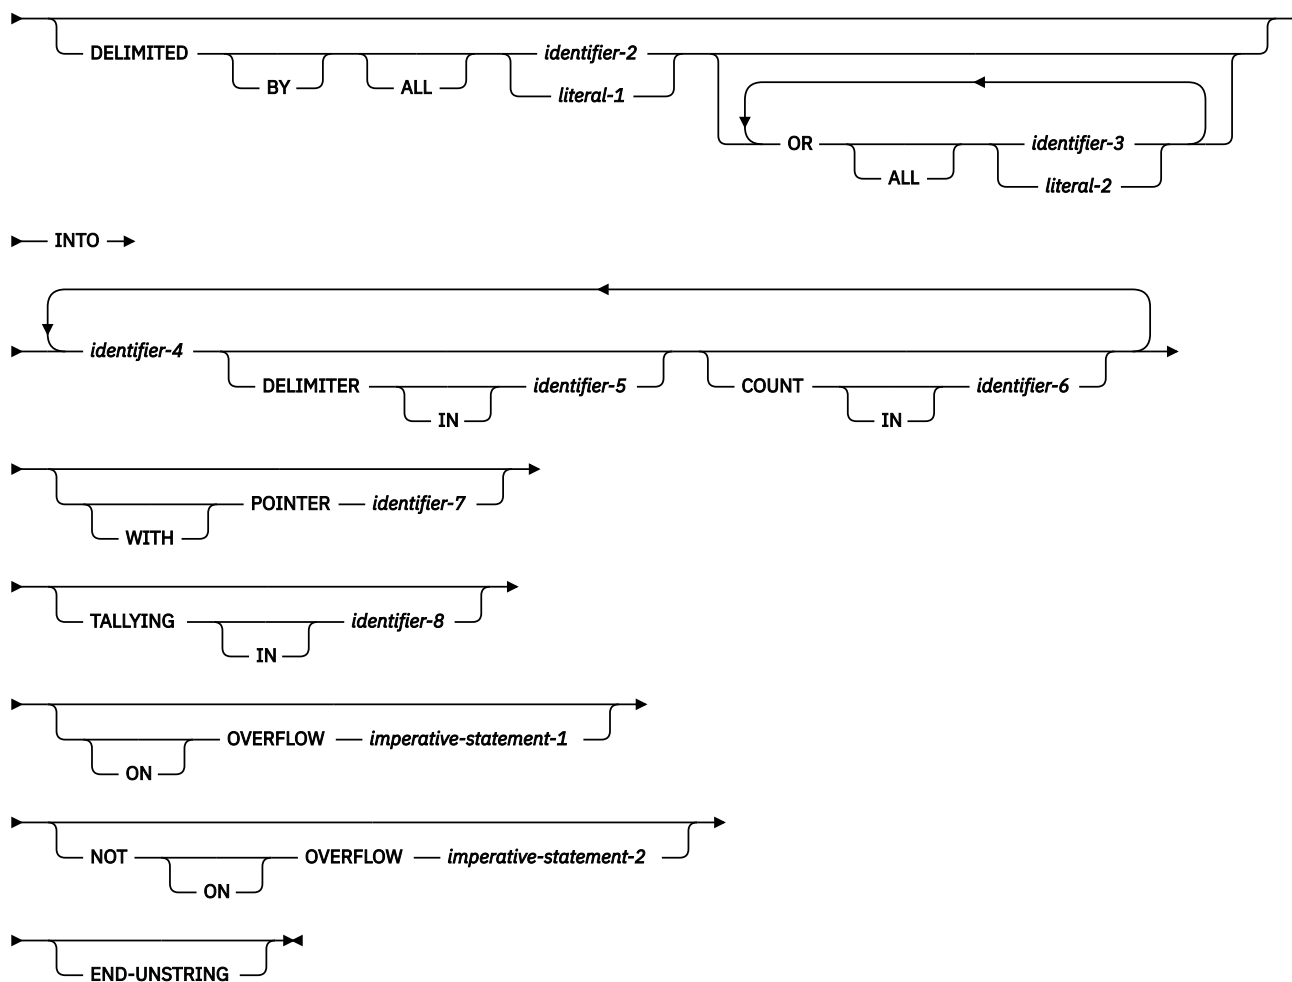 DELIMITED identifier-2
BY ALL literal-1
OR identifier-3
ALL literal-2
INTO
identifier-4
DELIMITER identifier-5 COUNT identifier-6
IN IN
POINTER identifier-7
WITH
TALLYING identifier-8
IN
OVERFLOW imperative-statement-1
ON
NOT OVERFLOW imperative-statement-2
ON
END-UNSTRING